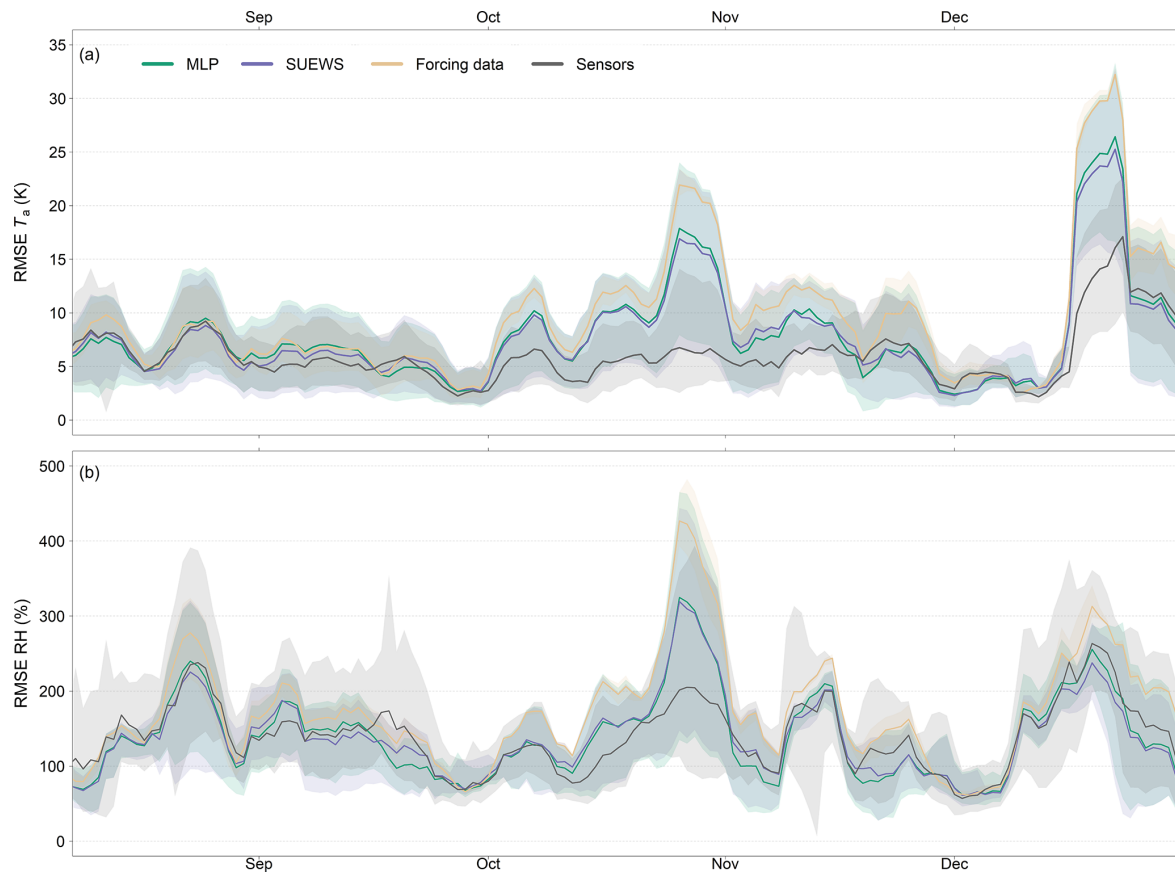 Sep Oct Nov Dec
(a) MLP SUEWS Forcing data Sensors
35
30
25
20
15
10
5
0
RMSE Ta (K)
(b)
500
400
300
200
100
0
RMSE RH (%)
Sep Oct Nov Dec